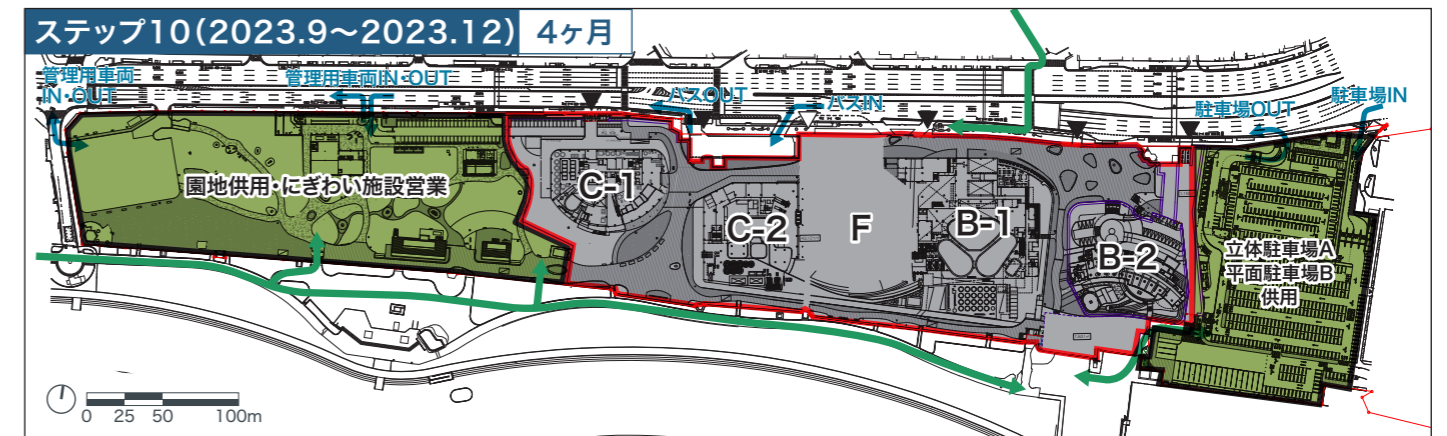 ステップ10(2023.9〜2023.12) 4ヶ月
管理用車両
IN・OUT
管理用車両IN・OUT
バスOUT
バスIN
駐車場OUT
駐車場IN
園地供用・にぎわい施設営業
C-1
C-2
F
B-1
B-2
立体駐車場A
平面駐車場B
供用
0 25 50 100m